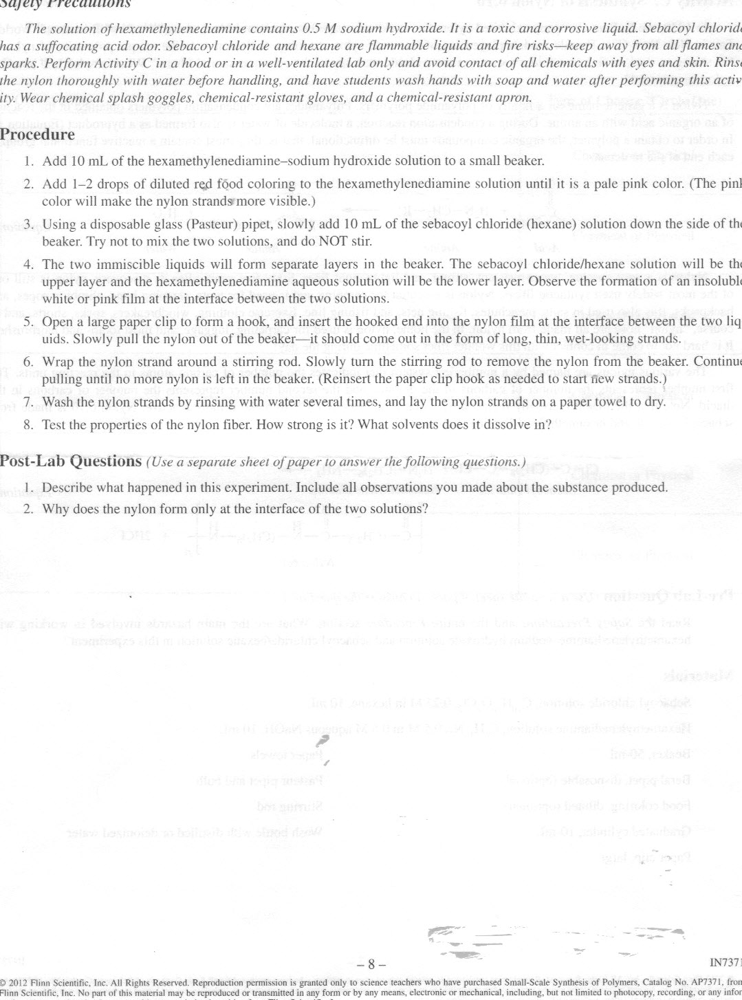 Safety Precautions
The solution of hexamethylenediamine contains 0.5 M sodium hydroxide. It is a toxic and corrosive liquid. Sebacoyl chloride
has a suffocating acid odor. Sebacoyl chloride and hexane are flammable liquids and fire risks—keep away from all flames and
sparks. Perform Activity C in a hood or in a well-ventilated lab only and avoid contact of all chemicals with eyes and skin. Rinse
the nylon thoroughly with water before handling, and have students wash hands with soap and water after performing this activ-
ity. Wear chemical splash goggles, chemical-resistant gloves, and a chemical-resistant apron.
Procedure
1. Add 10 mL of the hexamethylenediamine–sodium hydroxide solution to a small beaker.
2. Add 1–2 drops of diluted red food coloring to the hexamethylenediamine solution until it is a pale pink color. (The pink
color will make the nylon strands more visible.)
3. Using a disposable glass (Pasteur) pipet, slowly add 10 mL of the sebacoyl chloride (hexane) solution down the side of the
beaker. Try not to mix the two solutions, and do NOT stir.
4. The two immiscible liquids will form separate layers in the beaker. The sebacoyl chloride/hexane solution will be the
upper layer and the hexamethylenediamine aqueous solution will be the lower layer. Observe the formation of an insoluble
white or pink film at the interface between the two solutions.
5. Open a large paper clip to form a hook, and insert the hooked end into the nylon film at the interface between the two liq
uids. Slowly pull the nylon out of the beaker—it should come out in the form of long, thin, wet-looking strands.
6. Wrap the nylon strand around a stirring rod. Slowly turn the stirring rod to remove the nylon from the beaker. Continue
pulling until no more nylon is left in the beaker. (Reinsert the paper clip hook as needed to start new strands.)
7. Wash the nylon strands by rinsing with water several times, and lay the nylon strands on a paper towel to dry.
8. Test the properties of the nylon fiber. How strong is it? What solvents does it dissolve in?
Post-Lab Questions (Use a separate sheet of paper to answer the following questions.)
1. Describe what happened in this experiment. Include all observations you made about the substance produced.
2. Why does the nylon form only at the interface of the two solutions?
– 8 –
IN7371
© 2012 Flinn Scientific, Inc. All Rights Reserved. Reproduction permission is granted only to science teachers who have purchased Small-Scale Synthesis of Polymers, Catalog No. AP7371, from
Flinn Scientific, Inc. No part of this material may be reproduced or transmitted in any form or by any means, electronic or mechanical, including, but not limited to photocopy, recording, or any infor